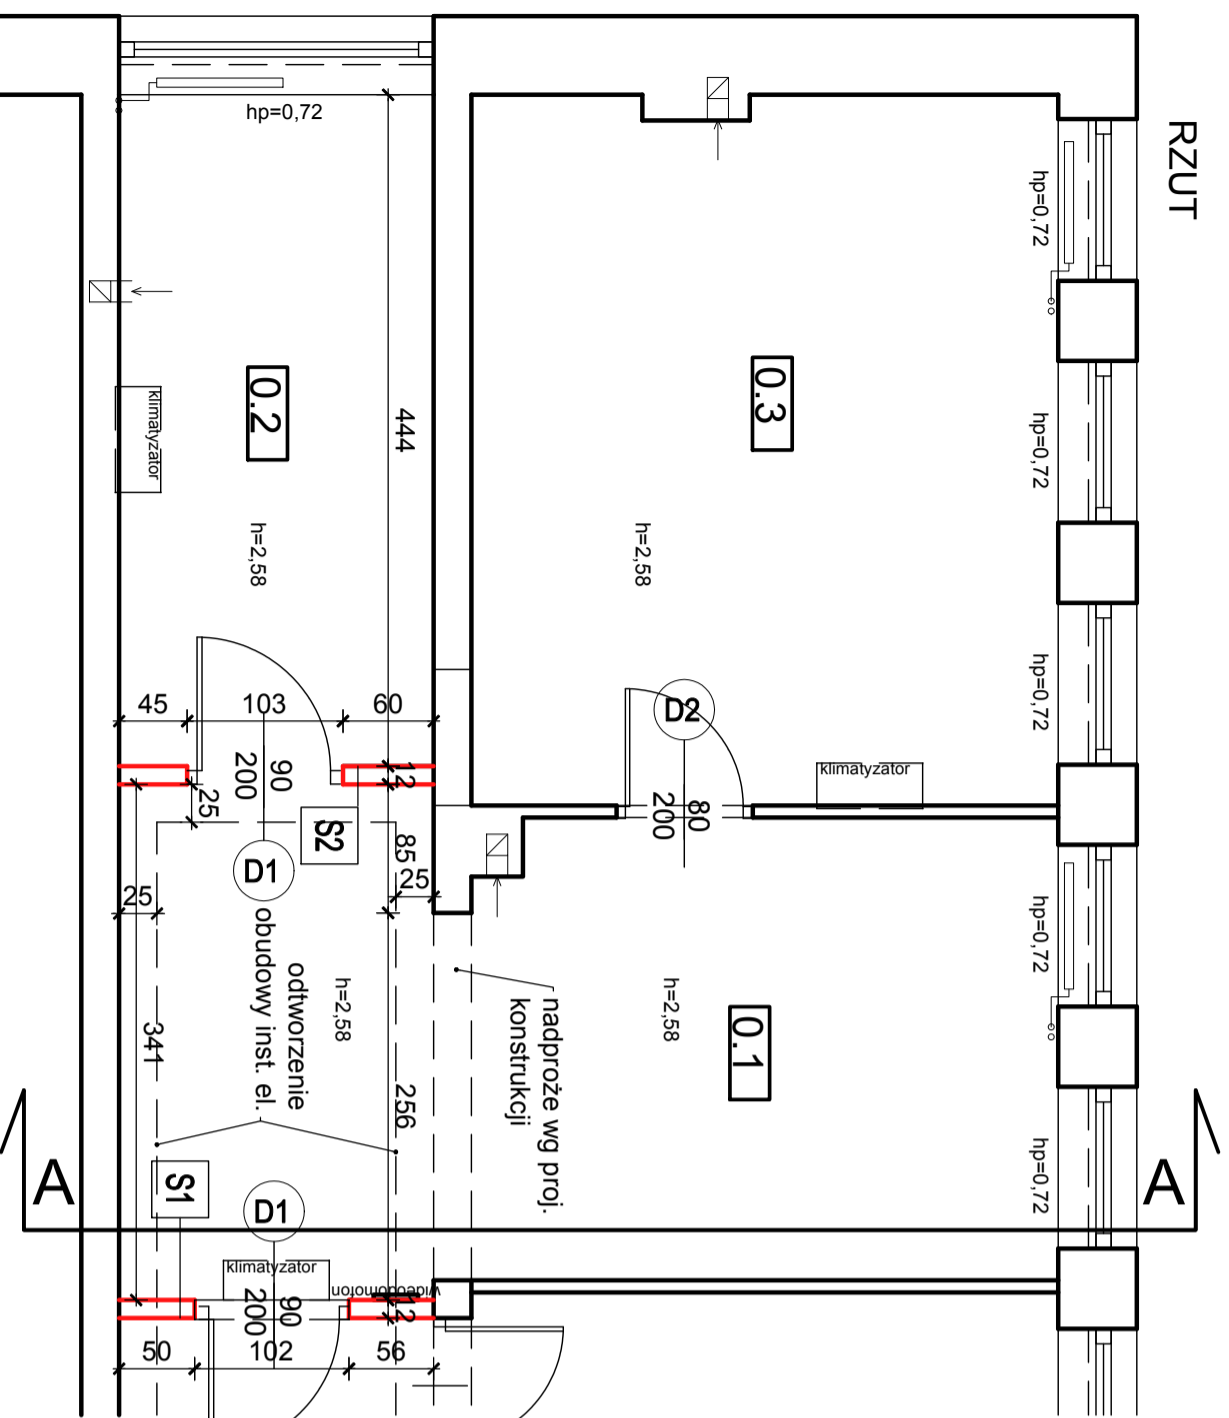 RZUT
hp=0,72
hp=0,72
hp=0,72
hp=0,72
hp=0,72
hp=0,72
0.2
0.3
klimatyzator
444
h=2,58
h=2,58
45
103
60
D2
90
200
12
80
200
klimatyzator
25
S2
85
D1
25
25
odtworzenie
obudowy inst. el.
h=2,58
h=2,58
nadproże wg proj.
konstrukcji
0.1
341
256
A
A
S1
D1
klimatyzator
wideodomofon
90
200
12
50
102
56